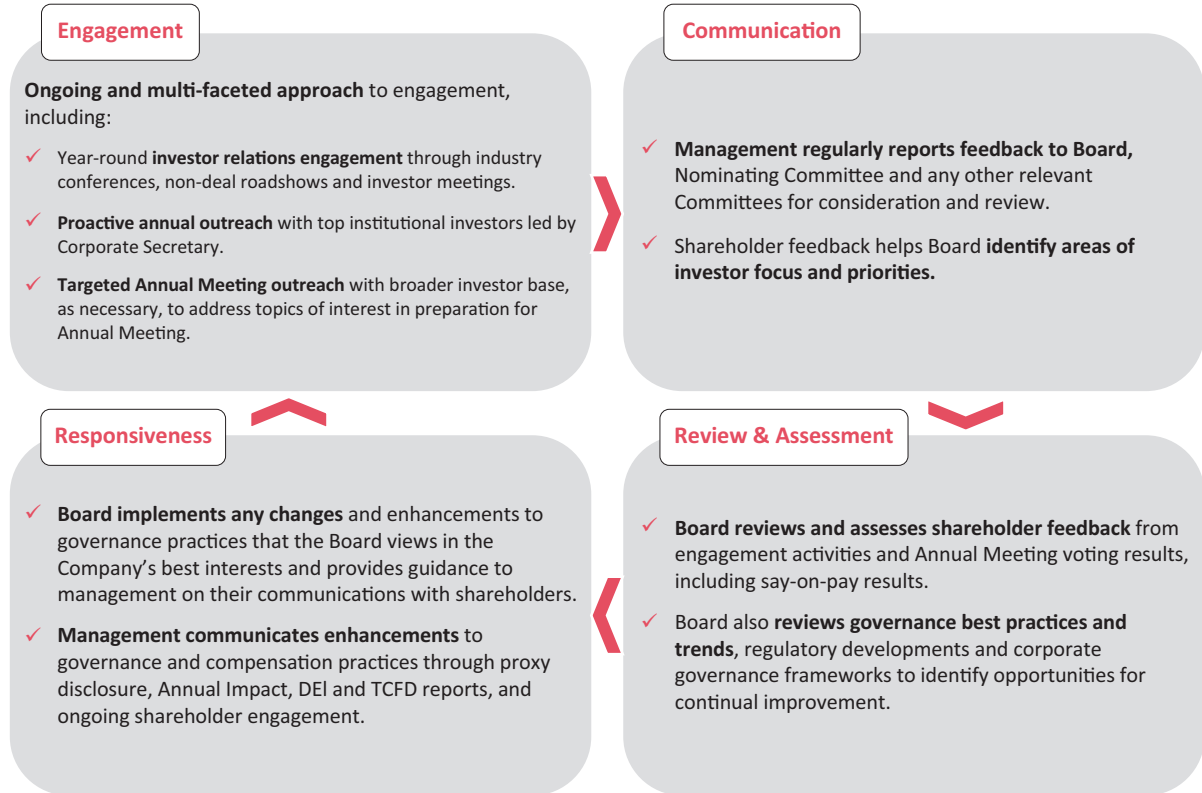 Engagement
Ongoing and multi-faceted approach to engagement,
including:
✓ Year-round investor relations engagement through industry
conferences, non-deal roadshows and investor meetings.
✓ Proactive annual outreach with top institutional investors led by
Corporate Secretary.
✓ Targeted Annual Meeting outreach with broader investor base,
as necessary, to address topics of interest in preparation for
Annual Meeting.
Communication
✓ Management regularly reports feedback to Board,
Nominating Committee and any other relevant
Committees for consideration and review.
✓ Shareholder feedback helps Board identify areas of
investor focus and priorities.
Responsiveness
✓ Board implements any changes and enhancements to
governance practices that the Board views in the
Company's best interests and provides guidance to
management on their communications with shareholders.
✓ Management communicates enhancements to
governance and compensation practices through proxy
disclosure, Annual Impact, DEI and TCFD reports, and
ongoing shareholder engagement.
Review & Assessment
✓ Board reviews and assesses shareholder feedback from
engagement activities and Annual Meeting voting results,
including say-on-pay results.
✓ Board also reviews governance best practices and
trends, regulatory developments and corporate
governance frameworks to identify opportunities for
continual improvement.